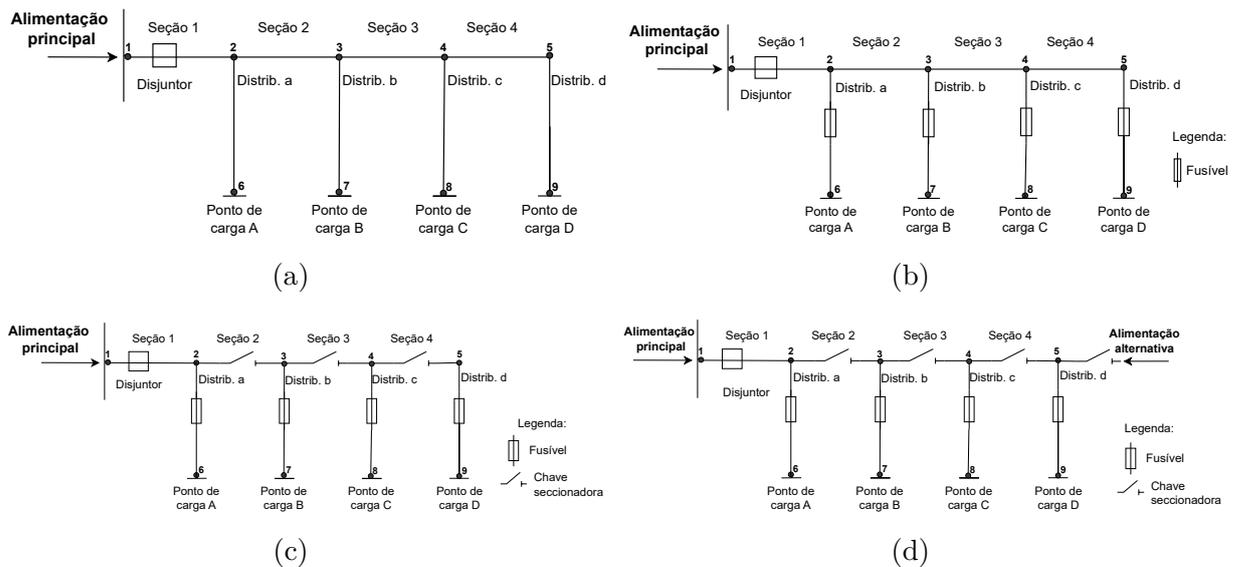 Alimentação
principal
Seção 1
Seção 2
Seção 3
Seção 4
1
2
3
4
5
Disjuntor
Distrib. a
Distrib. b
Distrib. c
Distrib. d
6
7
8
9
Ponto de
carga A
Ponto de
carga B
Ponto de
carga C
Ponto de
carga D
(a)
Alimentação
principal
Seção 1
Seção 2
Seção 3
Seção 4
1
2
3
4
5
Disjuntor
Distrib. a
Distrib. b
Distrib. c
Distrib. d
Legenda:
Fusível
6
7
8
9
Ponto de
carga A
Ponto de
carga B
Ponto de
carga C
Ponto de
carga D
(b)
Alimentação
principal
Seção 1
Seção 2
Seção 3
Seção 4
1
2
3
4
5
Disjuntor
Distrib. a
Distrib. b
Distrib. c
Distrib. d
Legenda:
Fusível
Chave
seccionadora
6
7
8
9
Ponto de
carga A
Ponto de
carga B
Ponto de
carga C
Ponto de
carga D
(c)
Alimentação
principal
Seção 1
Seção 2
Seção 3
Seção 4
Alimentação
alternativa
1
2
3
4
5
Disjuntor
Distrib. a
Distrib. b
Distrib. c
Distrib. d
Legenda:
Fusível
Chave
seccionadora
6
7
8
9
Ponto de
carga A
Ponto de
carga B
Ponto de
carga C
Ponto de
carga D
(d)